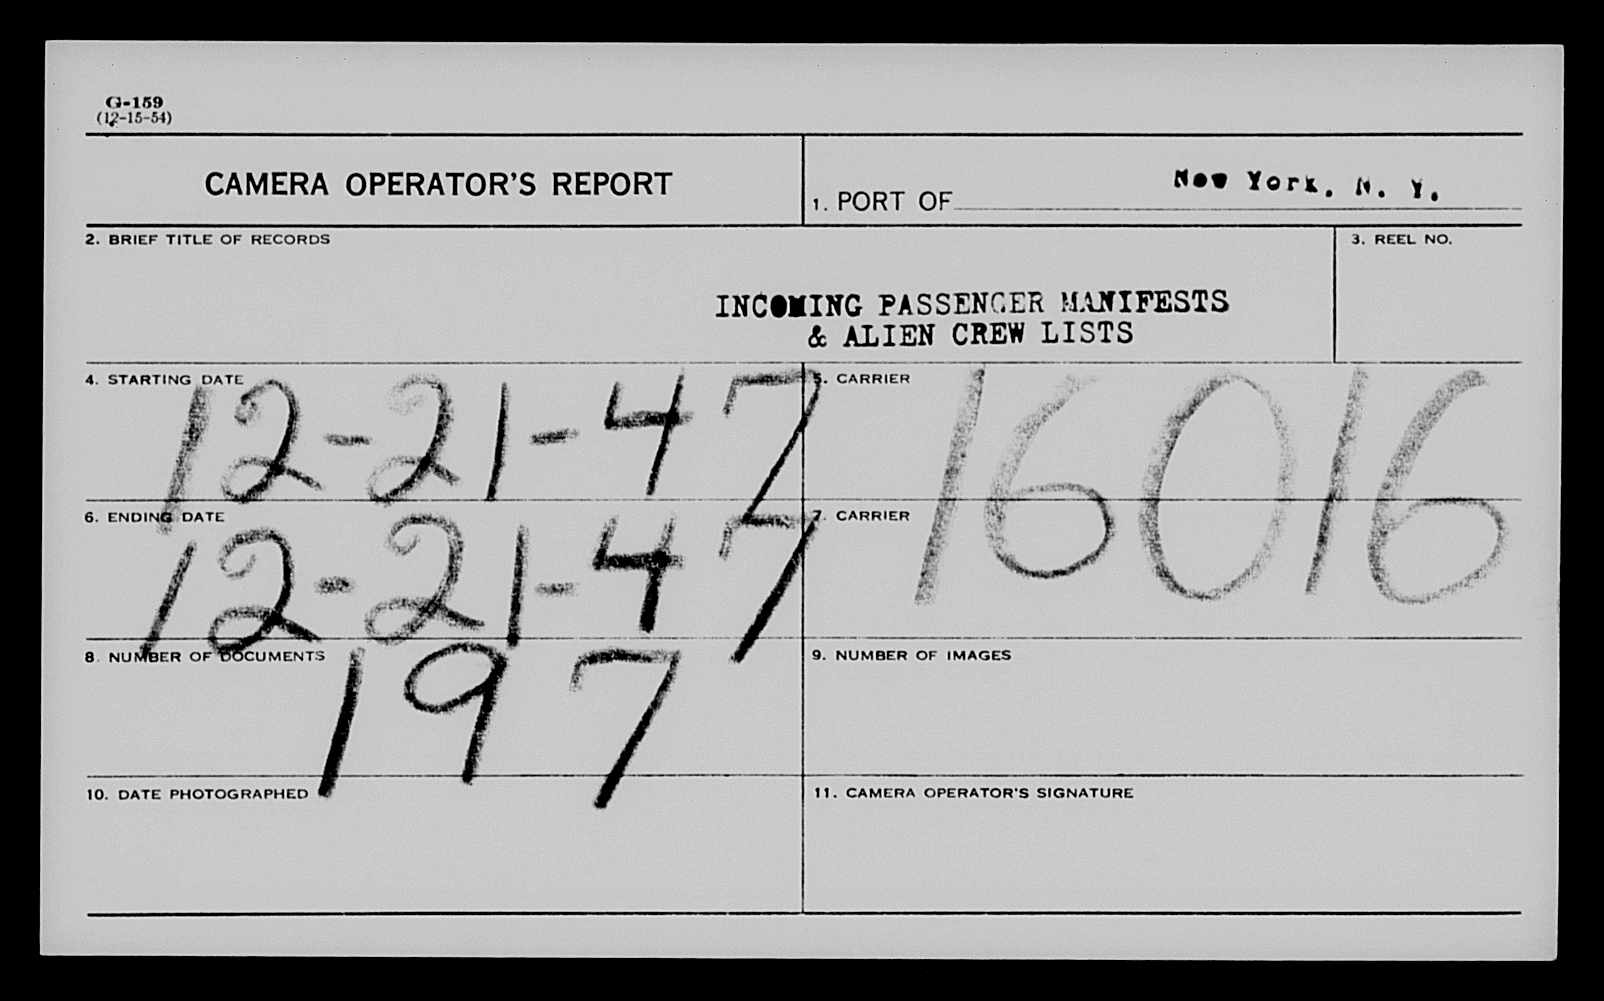 G-159
(12-15-54)
CAMERA OPERATOR'S REPORT
1. PORT OF New York, N. Y.
2. BRIEF TITLE OF RECORDS
3. REEL NO.
INCOMING PASSENGER MANIFESTS
& ALIEN CREW LISTS
4. STARTING DATE
12-21-47
5. CARRIER
16016
6. ENDING DATE
12-21-47
7. CARRIER
8. NUMBER OF DOCUMENTS
197
9. NUMBER OF IMAGES
10. DATE PHOTOGRAPHED
11. CAMERA OPERATOR'S SIGNATURE